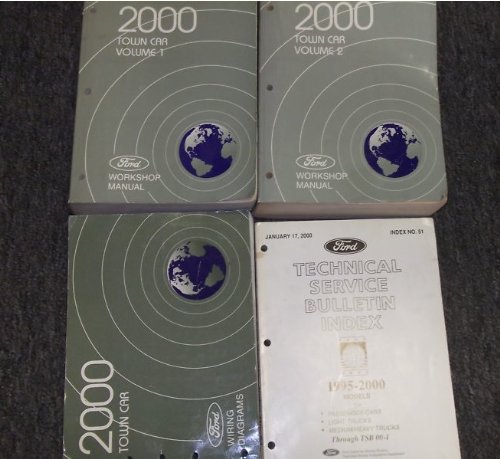 2000
TOWN CAR
VOLUME 1
Ford
WORKSHOP
MANUAL
2000
TOWN CAR
VOLUME 2
Ford
WORKSHOP
MANUAL
2000
TOWN CAR
Ford
WIRING
DIAGRAMS
JANUARY 17, 2000
INDEX NO. 61
Ford
TECHNICAL
SERVICE
BULLETIN
INDEX
1995-2000
MODELS
PASSENGER CARS
LIGHT TRUCKS
MEDIUM/HEAVY TRUCKS
Through TSB 00-1